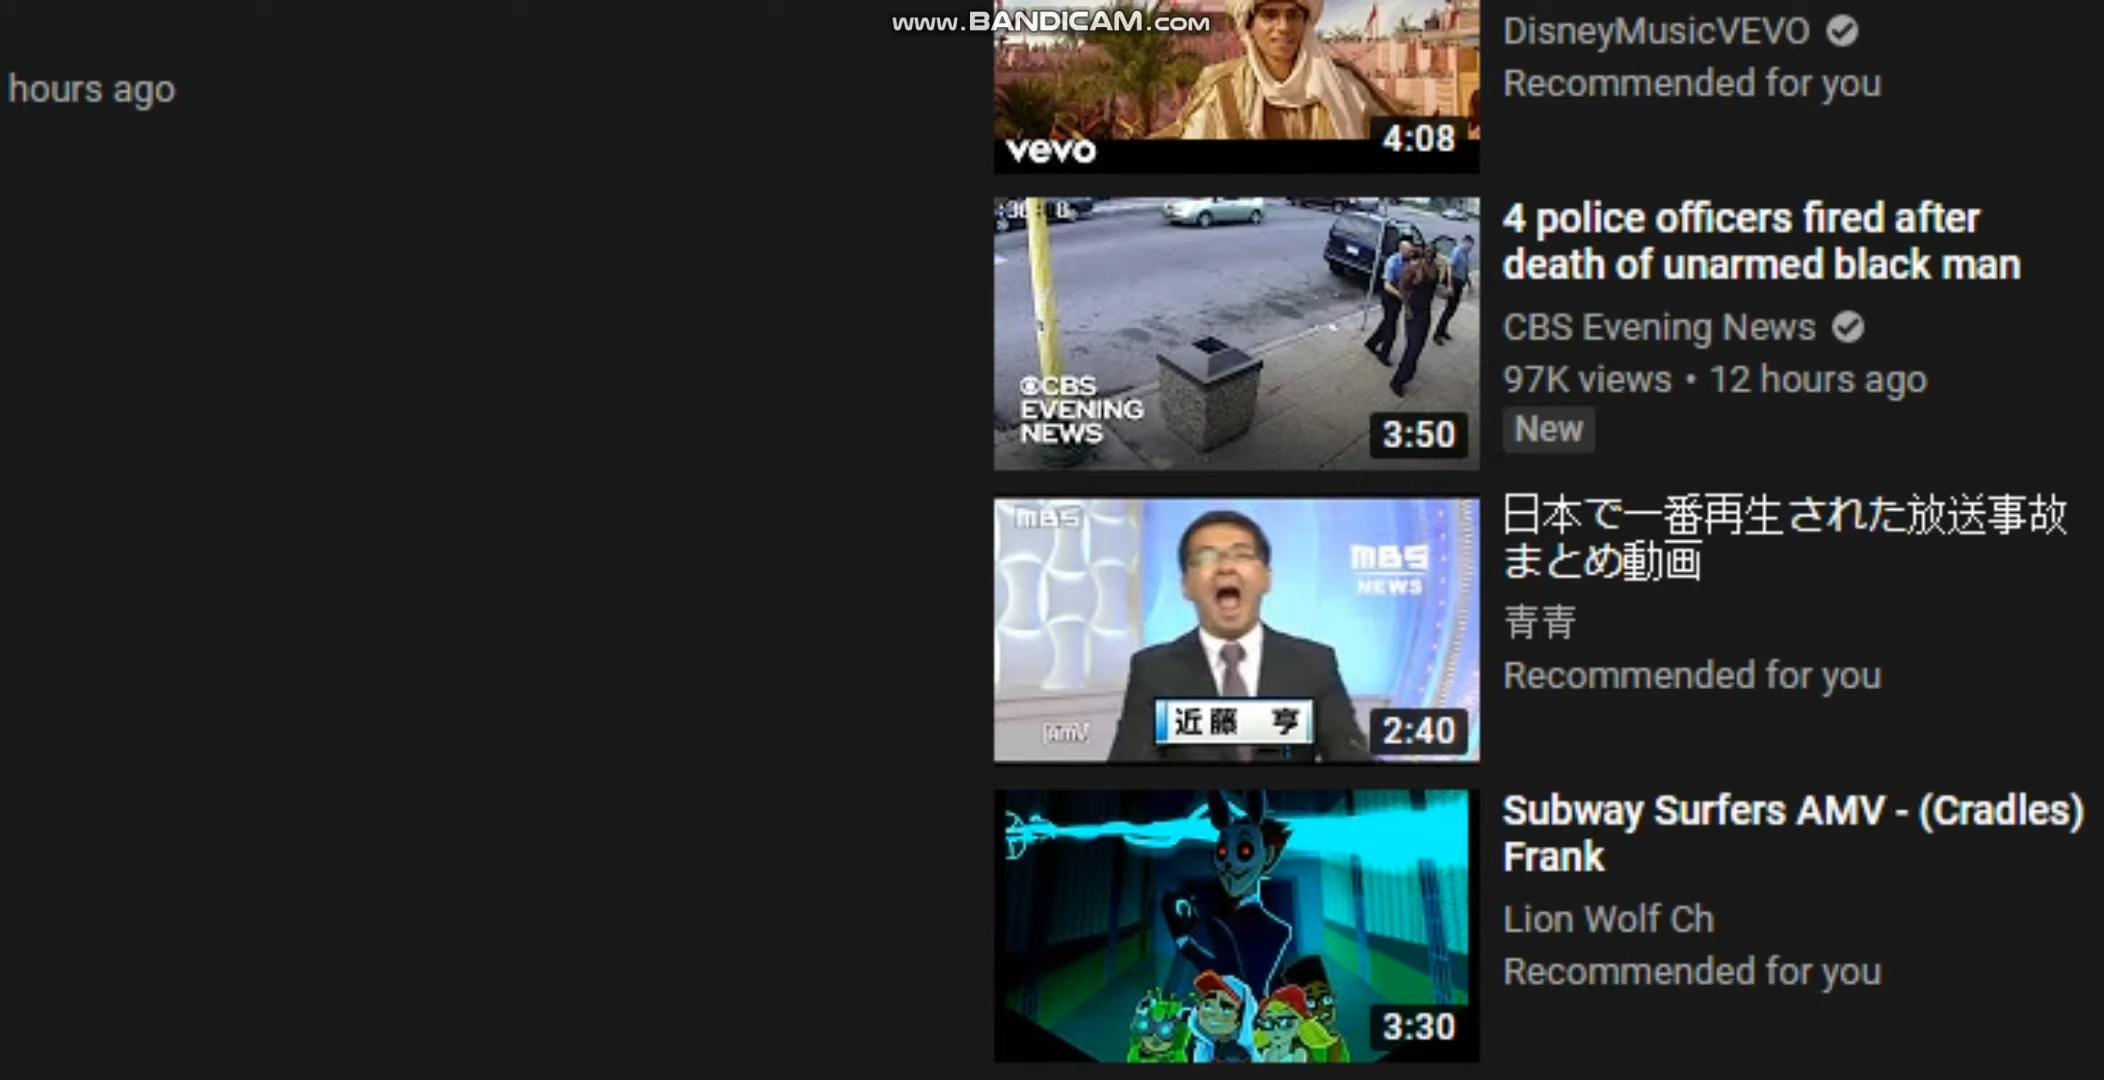 www.BANDICAM.com
hours ago
vevo
4:08
DisneyMusicVEVO
Recommended for you
CBS
EVENING
NEWS
3:50
4 police officers fired after
death of unarmed black man
CBS Evening News
97K views • 12 hours ago
New
MBS
MBS
NEWS
近藤 亨
2:40
日本で一番再生された放送事故
まとめ動画
青青
Recommended for you
3:30
Subway Surfers AMV - (Cradles)
Frank
Lion Wolf Ch
Recommended for you